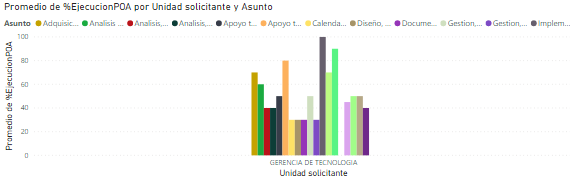 Promedio de %EjecucionPOA por Unidad solicitante y Asunto
Asunto Adquisic... Analisis ... Analisis,... Analisis,... Apoyo t... Apoyo t... Calenda... Diseño, ... Docume... Gestion,... Gestion,... Implem...
100
80
60
40
20
0
Promedio de %EjecucionPOA
GERENCIA DE TECNOLOGIA
Unidad solicitante